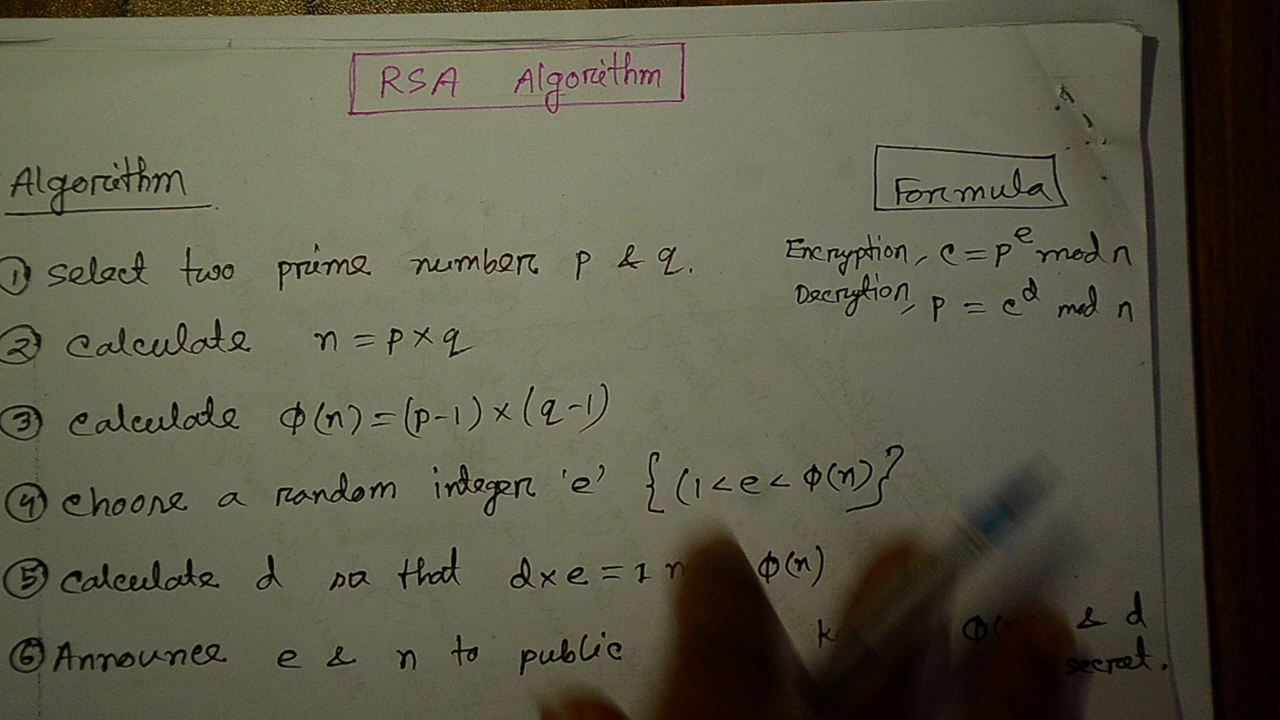 RSA Algorithm
Algorithm
Formula
① select two prime number p & q.
Encryption, c = p^e mod n
Decrytion, p = c^d mod n
② calculate n = p × q
③ calculate ϕ(n) = (p-1) × (q-1)
④ choose a random integer 'e' {(1 < e < ϕ(n)}
⑤ calculate d so that d × e = 1 ϕ(n)
⑥ Announce e & n to public & d
secret.